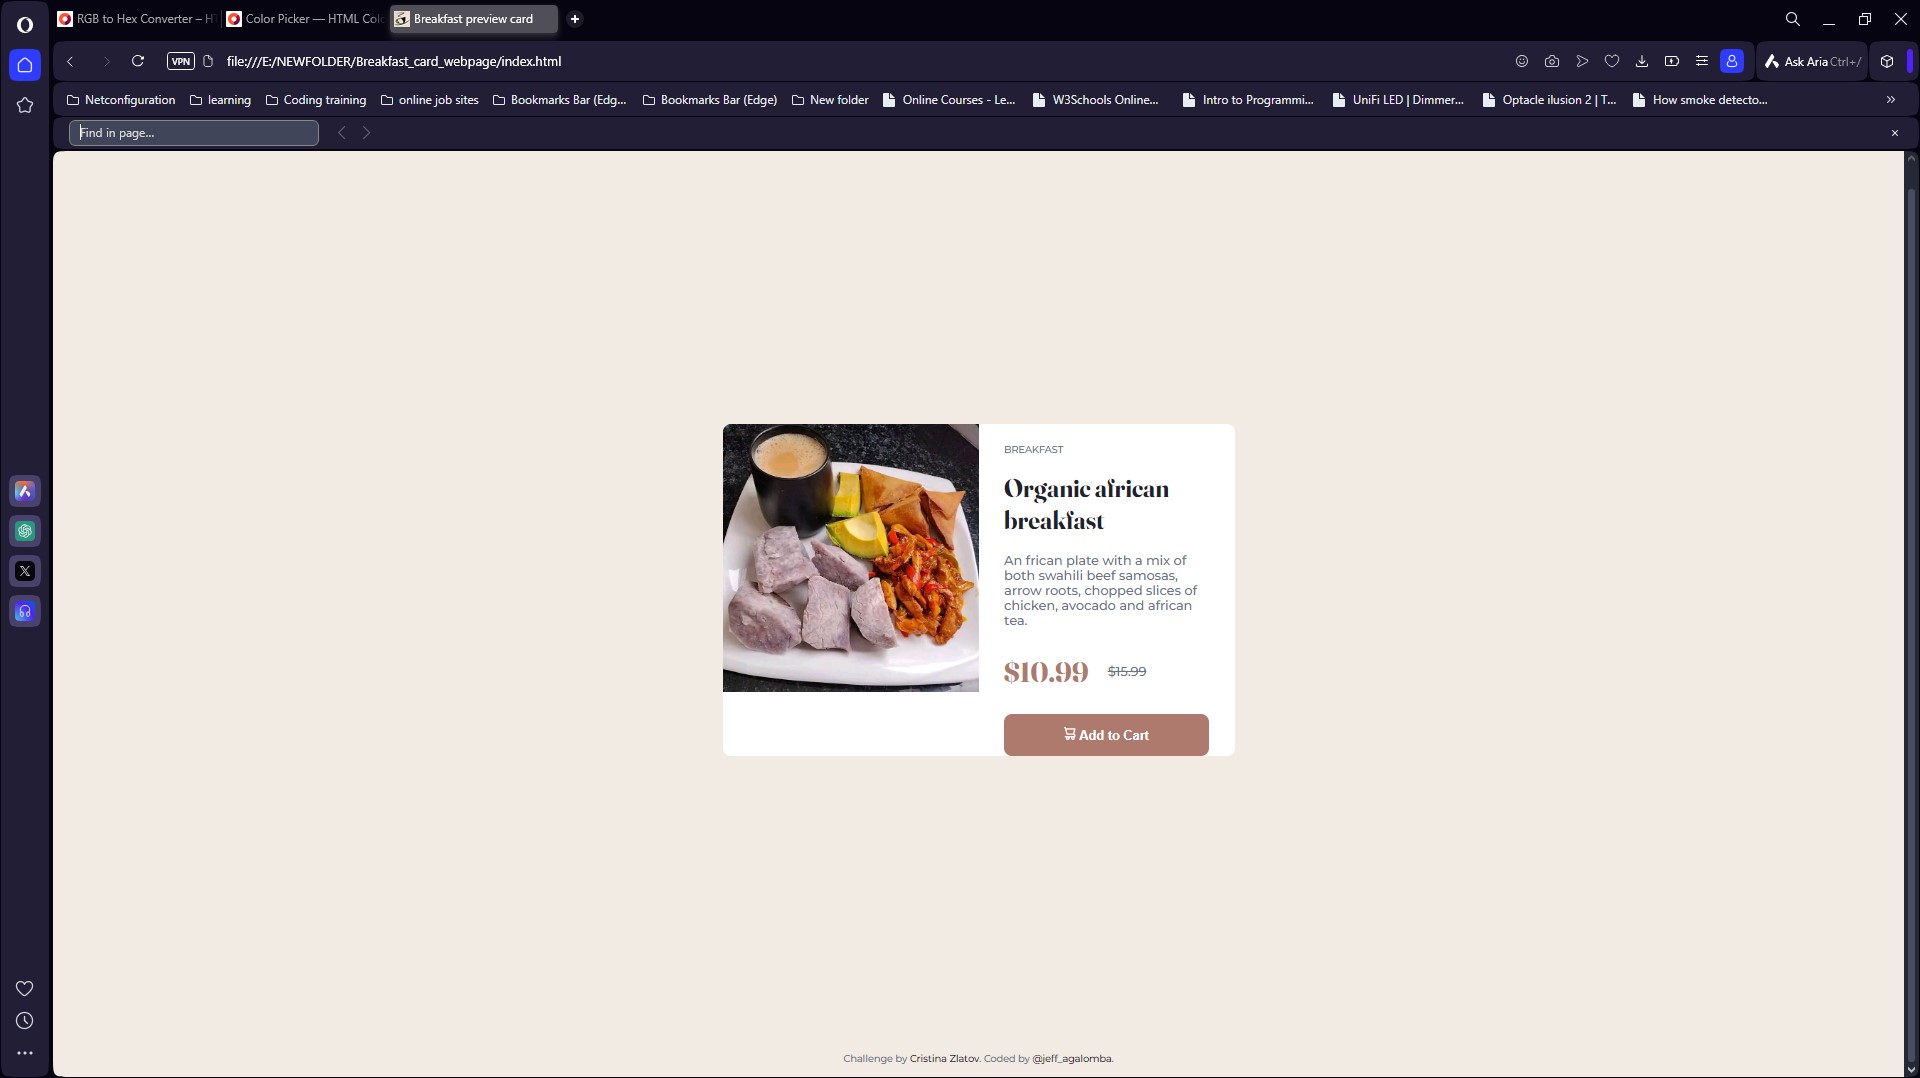 RGB to Hex Converter – HT
Color Picker — HTML Colo
Breakfast preview card
VPN
file:///E:/NEWFOLDER/Breakfast_card_webpage/index.html
Ask Aria Ctrl+/
Netconfiguration
learning
Coding training
online job sites
Bookmarks Bar (Edg...
Bookmarks Bar (Edge)
New folder
Online Courses - Le...
W3Schools Online...
Intro to Programmi...
UniFi LED | Dimmer...
Optacle ilusion 2 | T...
How smoke detecto...
Find in page...
BREAKFAST
Organic african
breakfast
An frican plate with a mix of
both swahili beef samosas,
arrow roots, chopped slices of
chicken, avocado and african
tea.
$10.99 $15.99
Add to Cart
Challenge by Cristina Zlatov. Coded by @jeff_agalomba.